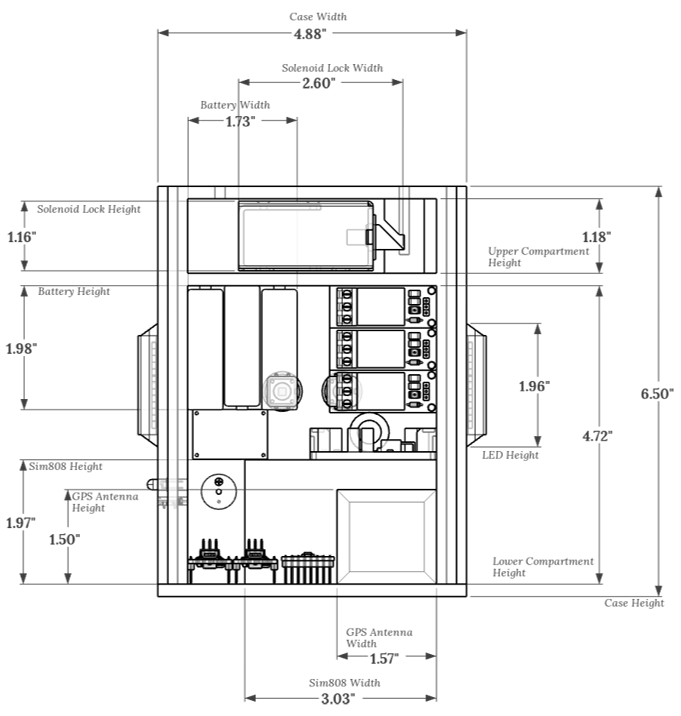 Case Width
4.88"
Solenoid Lock Width
2.60"
Battery Width
1.73"
Solenoid Lock Height
1.16"
1.18"
Upper Compartment
Height
Battery Height
1.98"
1.96"
6.50"
4.72"
LED Height
Sim808 Height
GPS Antenna
Height
1.97"
1.50"
Lower Compartment
Height
Case Height
GPS Antenna
Width
1.57"
Sim808 Width
3.03"